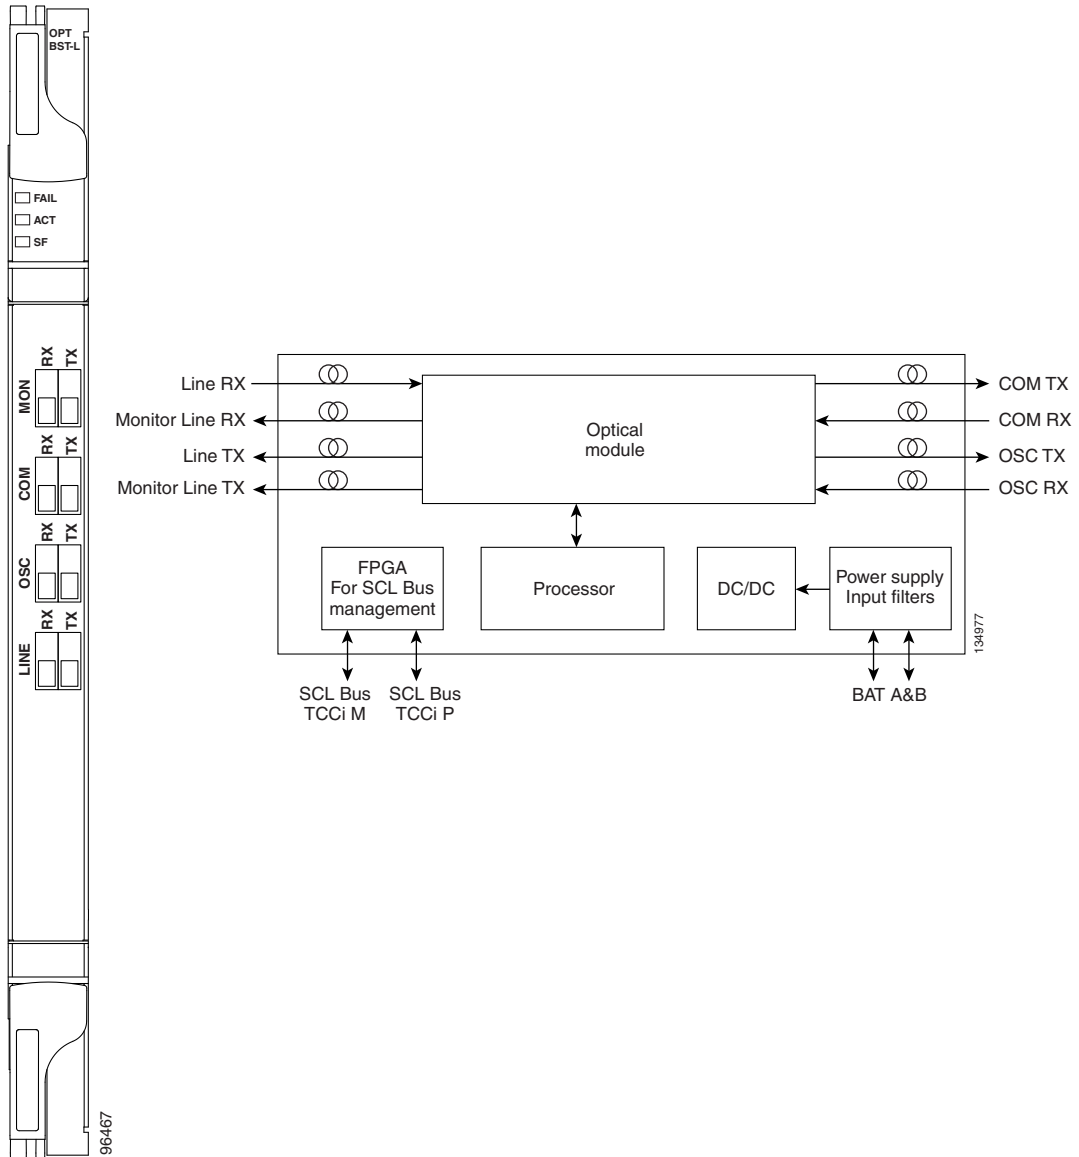 OPT
BST-L
FAIL
ACT
SF
MON
RX
TX
COM
RX
TX
OSC
RX
TX
LINE
RX
TX
96467
Line RX
Monitor Line RX
Line TX
Monitor Line TX
Optical
module
COM TX
COM RX
OSC TX
OSC RX
FPGA
For SCL Bus
management
Processor
DC/DC
Power supply
Input filters
SCL Bus
TCCi M
SCL Bus
TCCi P
BAT A&B
134977